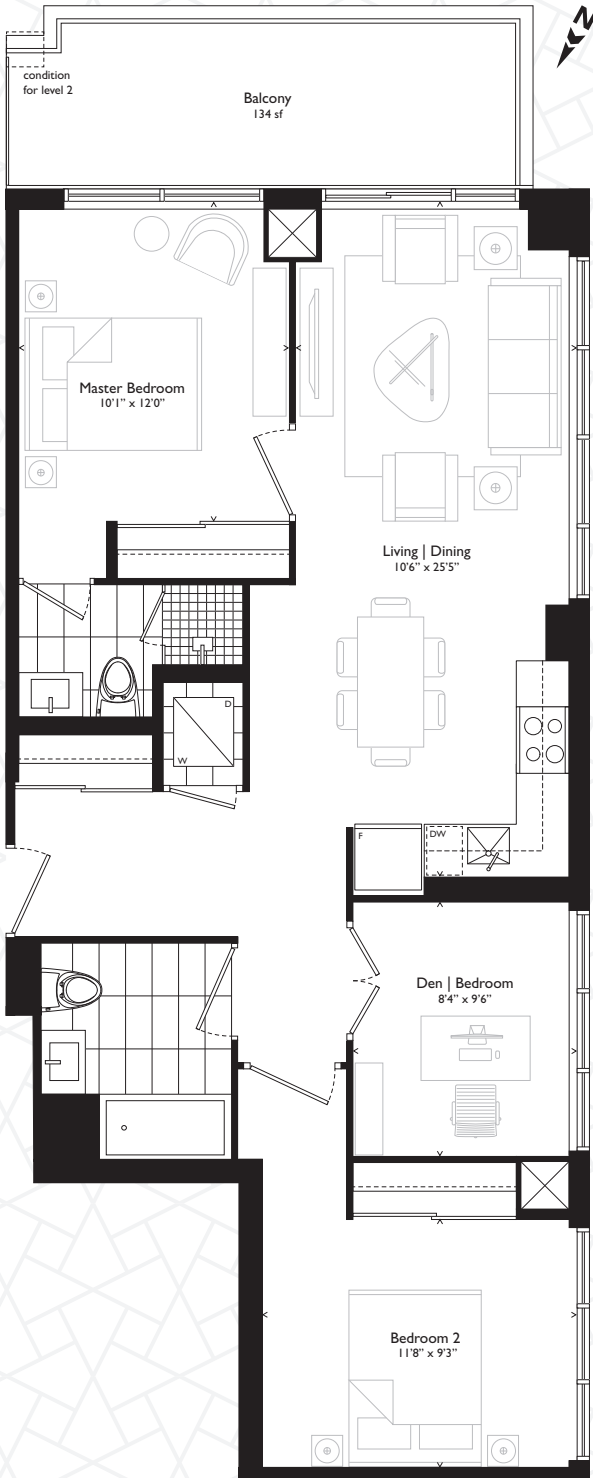 N
condition
for level 2
Balcony
134 sf
Master Bedroom
10'1" x 12'0"
Living | Dining
10'6" x 25'5"
D
W
F
DW
Den | Bedroom
8'4" x 9'6"
Bedroom 2
11'8" x 9'3"